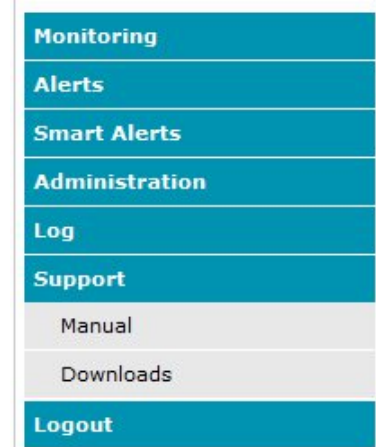 Monitoring
Alerts
Smart Alerts
Administration
Log
Support
Manual
Downloads
Logout